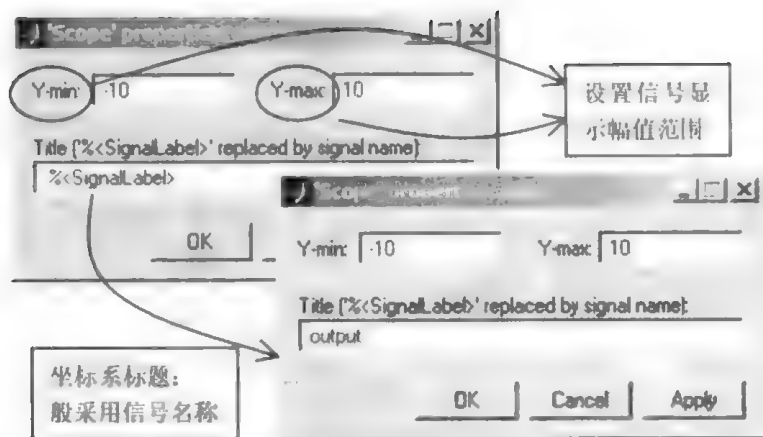 'Scope' properties
Y-min: -10
Y-max: 10
设置信号显
示幅值范围
Title ('%<SignalLabel>' replaced by signal name):
%<SignalLabel>
OK
'Scope'
Y-min: -10
Y-max: 10
Title ('%<SignalLabel>' replaced by signal name):
output
坐标系标题:
般采用信号名称
OK
Cancel
Apply